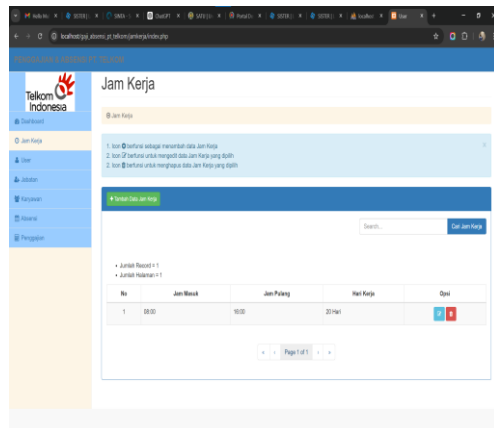 localhost/gaji_absensi_pt_telkom/jamkerja/index.php
PENGGAJIAN & ABSENSI PT. TELKOM
Telkom
Indonesia
Dashboard
Jam Kerja
User
Jabatan
Karyawan
Absensi
Penggajian
Jam Kerja
Jam Kerja
1. Icon berfungsi sebagai menambah data Jam Kerja
2. Icon berfungsi untuk mengedit data Jam Kerja yang dipilih
3. Icon berfungsi untuk menghapus data Jam Kerja yang dipilih
Tambah Data Jam Kerja
Search...
Cari Jam Kerja
Jumlah Record = 1
Jumlah Halaman = 1
No Jam Masuk Jam Pulang Hari Kerja Opsi
1 08:00 16:00 20 Hari
« ‹ Page 1 of 1 › »